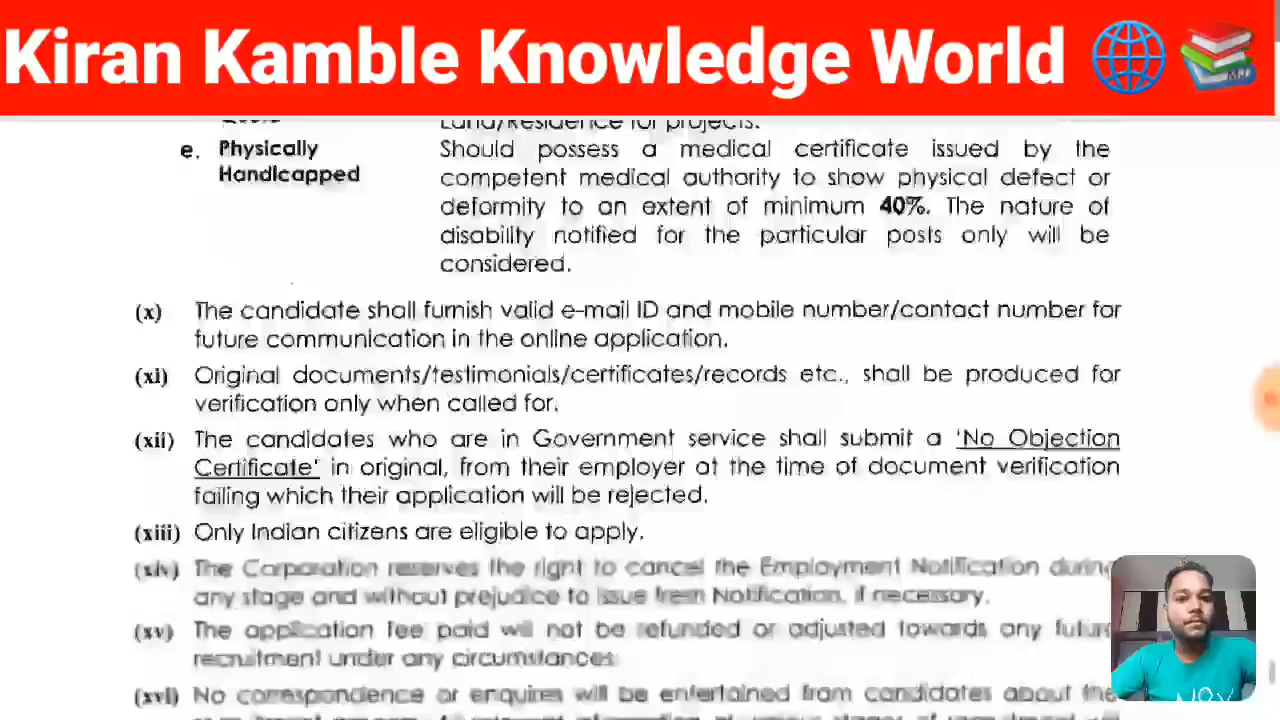 Kiran Kamble Knowledge World
MJ
Land/Residence for projects.
e. Physically Handicapped
Should possess a medical certificate issued by the
competent medical authority to show physical defect or
deformity to an extent of minimum 40%. The nature of
disability notified for the particular posts only will be
considered.
(x) The candidate shall furnish valid e-mail ID and mobile number/contact number for
future communication in the online application.
(xi) Original documents/testimonials/certificates/records etc., shall be produced for
verification only when called for.
(xii) The candidates who are in Government service shall submit a 'No Objection
Certificate' in original, from their employer at the time of document verification
failing which their application will be rejected.
(xiii) Only Indian citizens are eligible to apply.
(xiv) The Corporation reserves the right to cancel the Employment Notification during
any stage and without prejudice to issue fresh Notification, if necessary.
(xv) The application fee paid will not be refunded or adjusted towards any future
recruitment under any circumstances
(xvi) No correspondence or enquires will be entertained from candidates about the